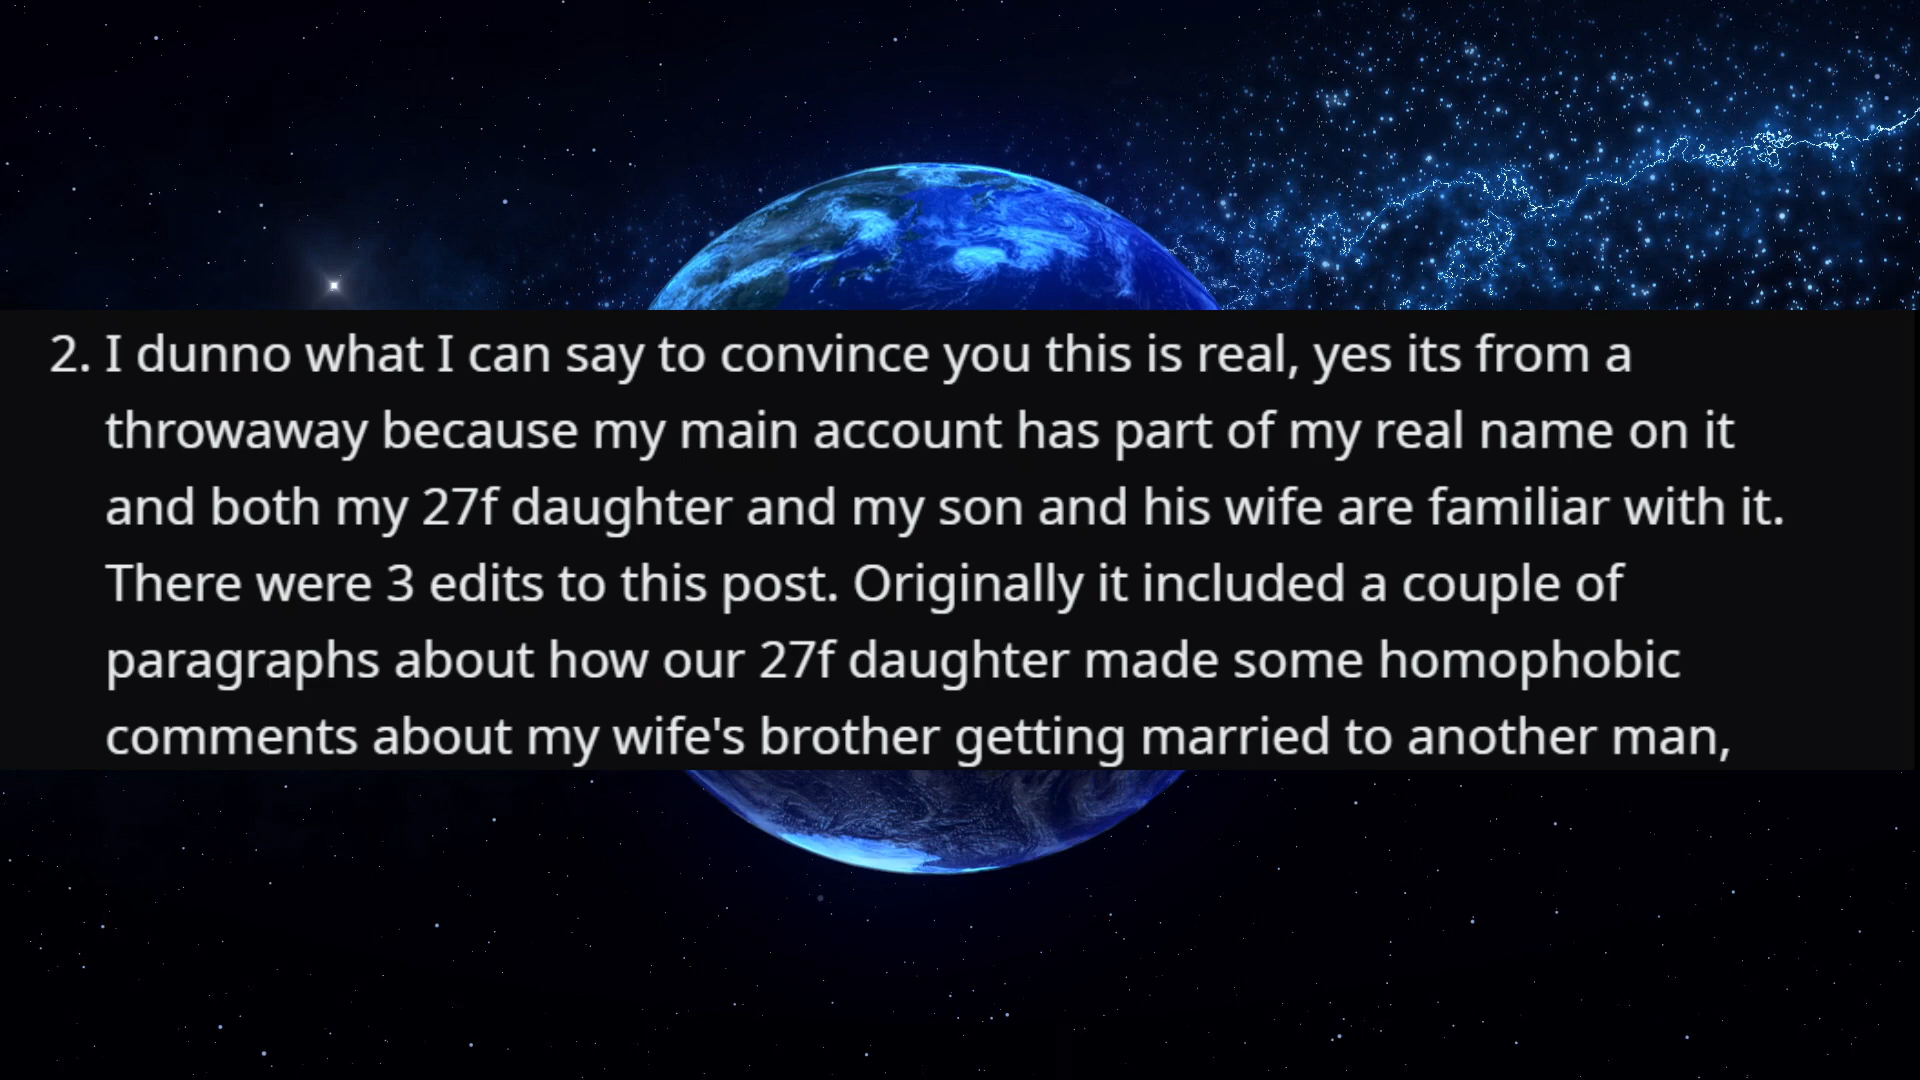 2. I dunno what I can say to convince you this is real, yes its from a
throwaway because my main account has part of my real name on it
and both my 27f daughter and my son and his wife are familiar with it.
There were 3 edits to this post. Originally it included a couple of
paragraphs about how our 27f daughter made some homophobic
comments about my wife's brother getting married to another man,